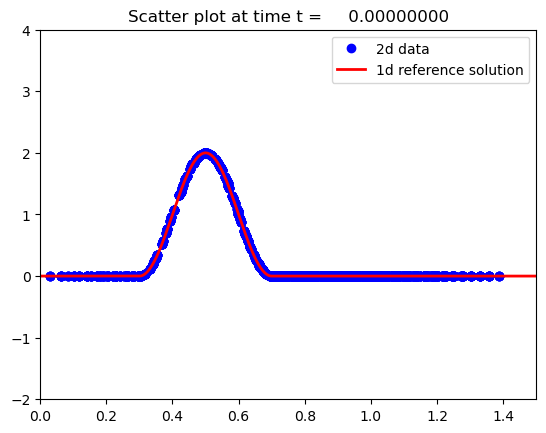 Scatter plot at time t =     0.00000000
2d data
1d reference solution
4
3
2
1
0
−1
−2
0.0 0.2 0.4 0.6 0.8 1.0 1.2 1.4